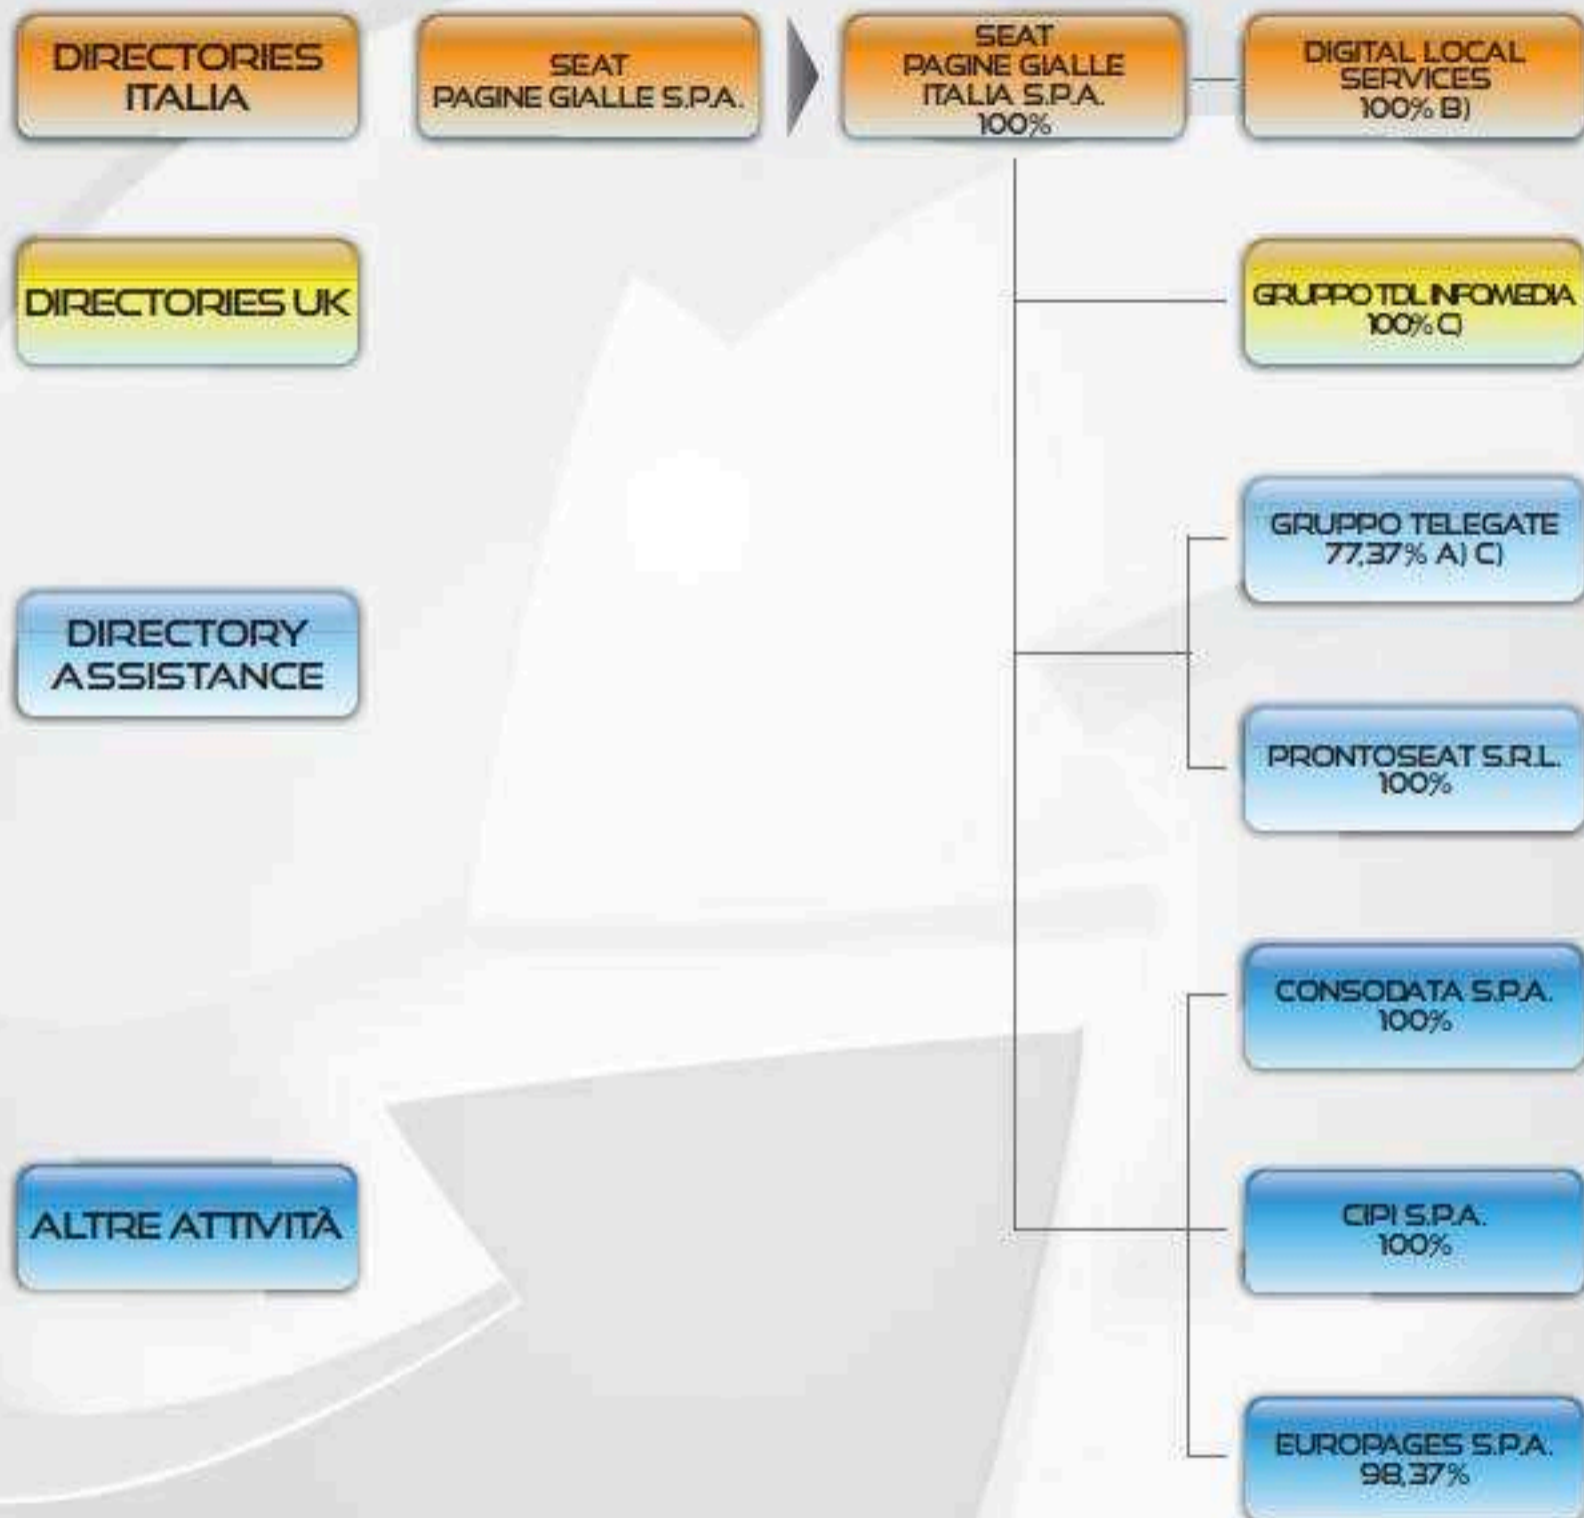 DIRECTORIES
ITALIA
SEAT
PAGINE GIALLE S.P.A.
SEAT
PAGINE GIALLE
ITALIA S.P.A.
100%
DIGITAL LOCAL
SERVICES
100% B)
DIRECTORIES UK
GRUPPO TDL INFOMEDIA
100% C)
DIRECTORY
ASSISTANCE
GRUPPO TELEGATE
77,37% A) C)
PRONTOSEAT S.R.L.
100%
ALTRE ATTIVITÀ
CONSODATA S.P.A.
100%
CIPI S.P.A.
100%
EUROPAGES S.P.A.
98,37%